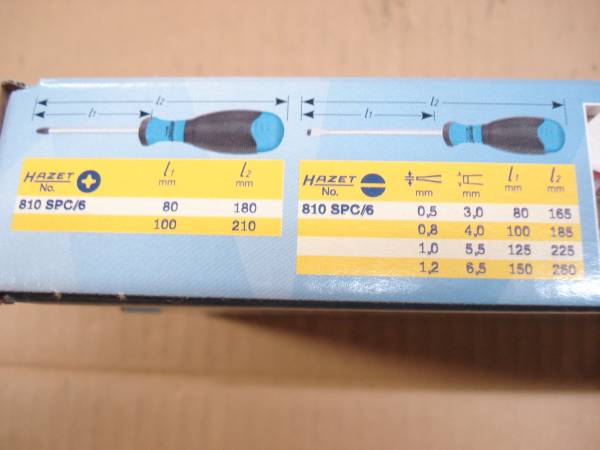 l2 l2
l1 l1
HAZET No. l1 mm l2 mm
810 SPC/6 80 180
100 210
HAZET No. mm mm l1 mm l2 mm
810 SPC/6 0,5 3,0 80 165
0,8 4,0 100 185
1,0 5,5 125 225
1,2 6,5 150 250